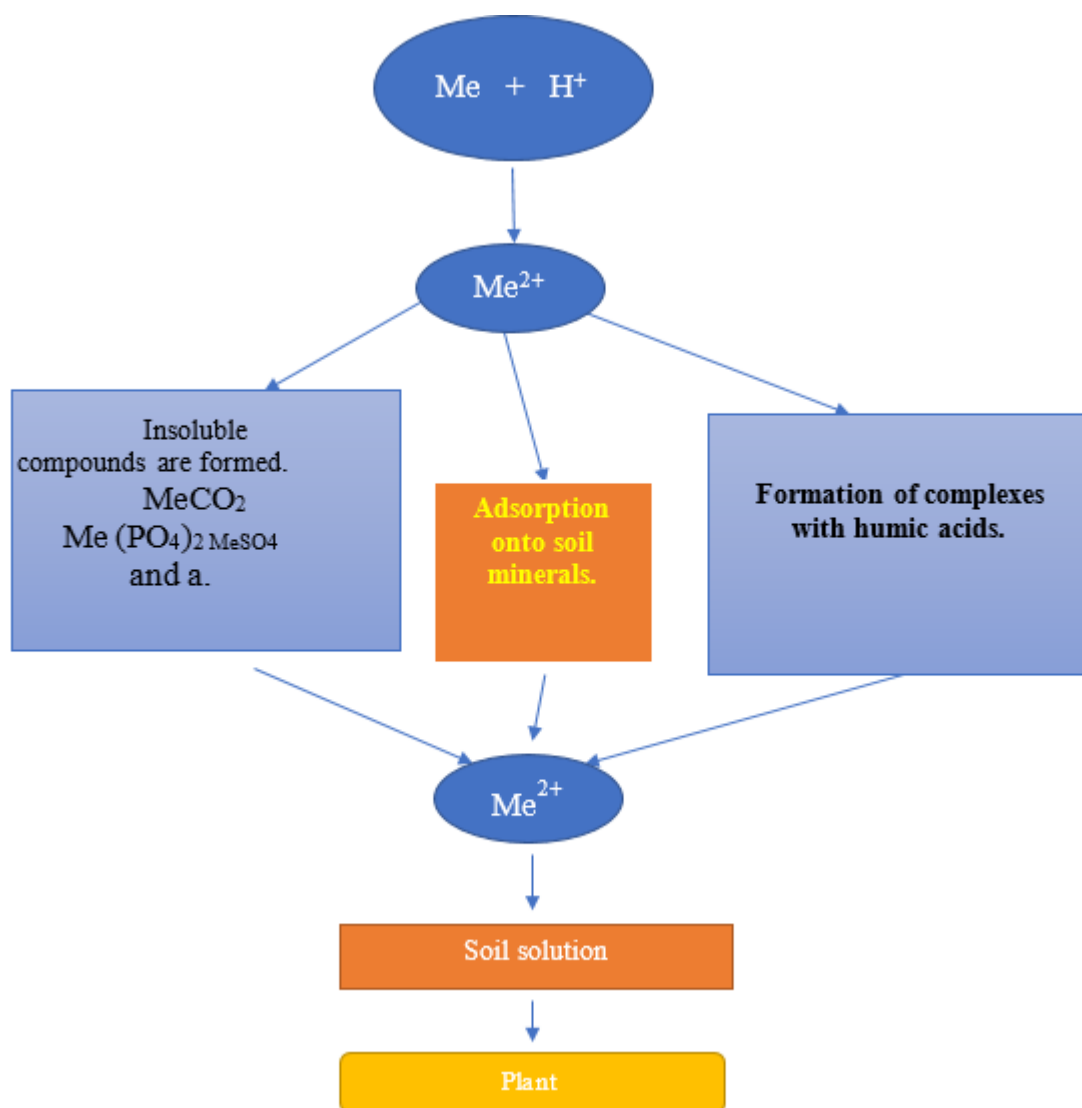 Me + H⁺
Me²⁺
Insoluble
compounds are formed.
MeCO₂
Me (PO₄)₂ MeSO4
and a.
Adsorption
onto soil
minerals.
Formation of complexes
with humic acids.
Me²⁺
Soil solution
Plant